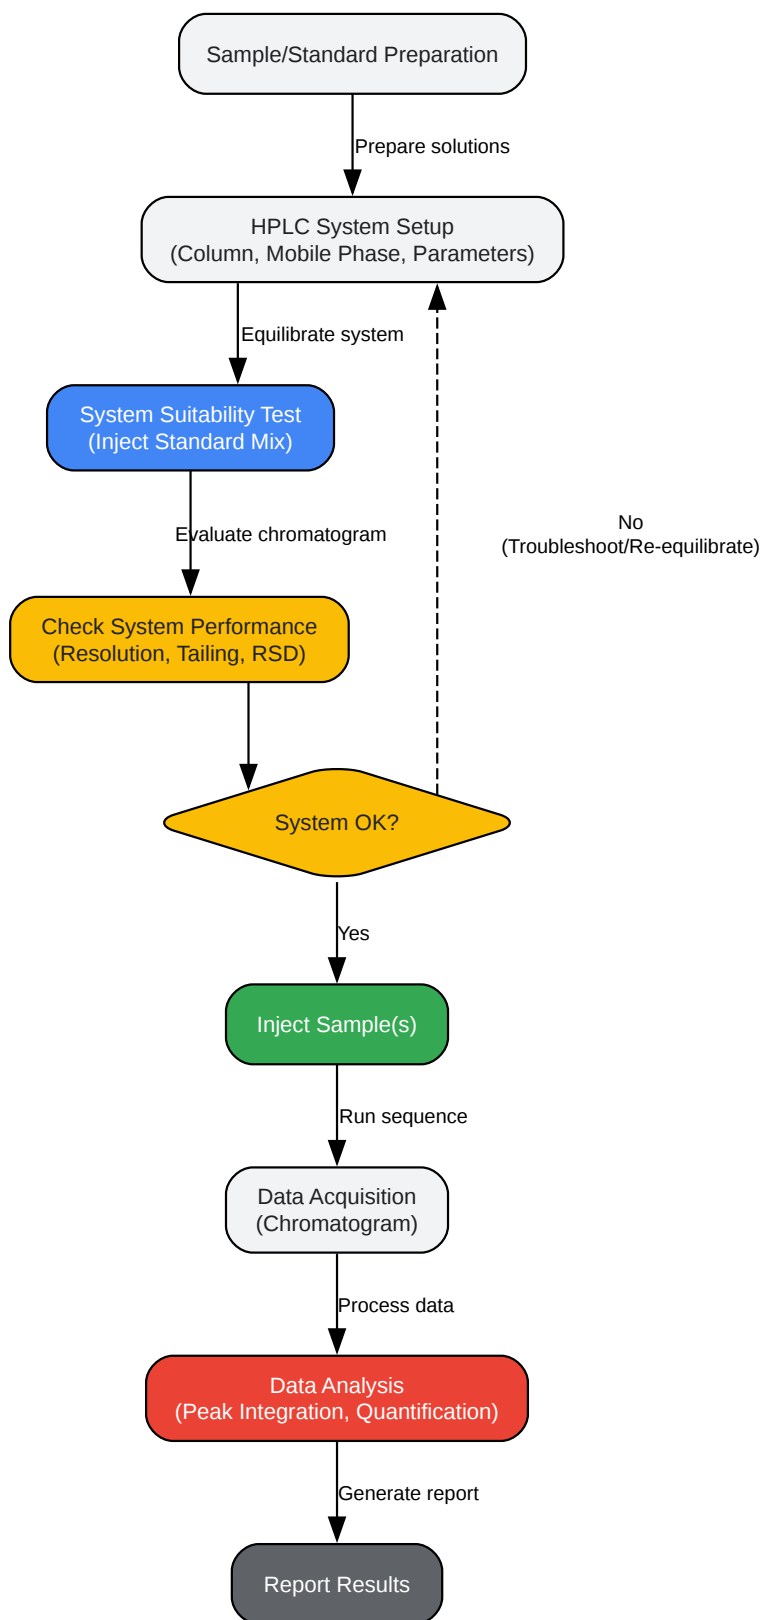 Sample/Standard Preparation
Prepare solutions
HPLC System Setup
(Column, Mobile Phase, Parameters)
Equilibrate system
System Suitability Test
(Inject Standard Mix)
Evaluate chromatogram
No
(Troubleshoot/Re-equilibrate)
Check System Performance
(Resolution, Tailing, RSD)
System OK?
Yes
Inject Sample(s)
Run sequence
Data Acquisition
(Chromatogram)
Process data
Data Analysis
(Peak Integration, Quantification)
Generate report
Report Results